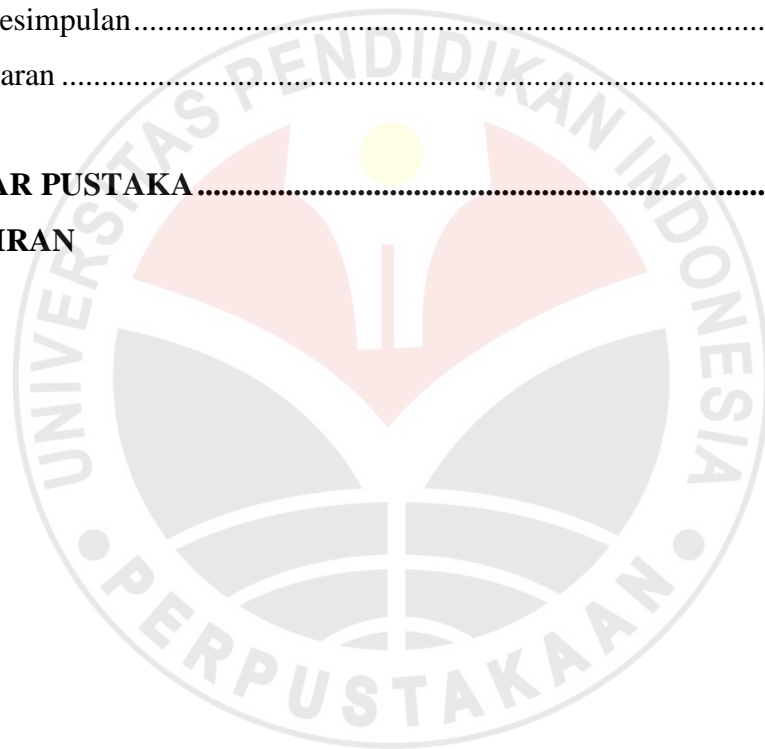 esimpulan........................................................................
aran ................................................................................
AR PUSTAKA........................................................................
IRAN
UNIVERSITAS PENDIDIKAN INDONESIA
• PERPUSTAKAAN •